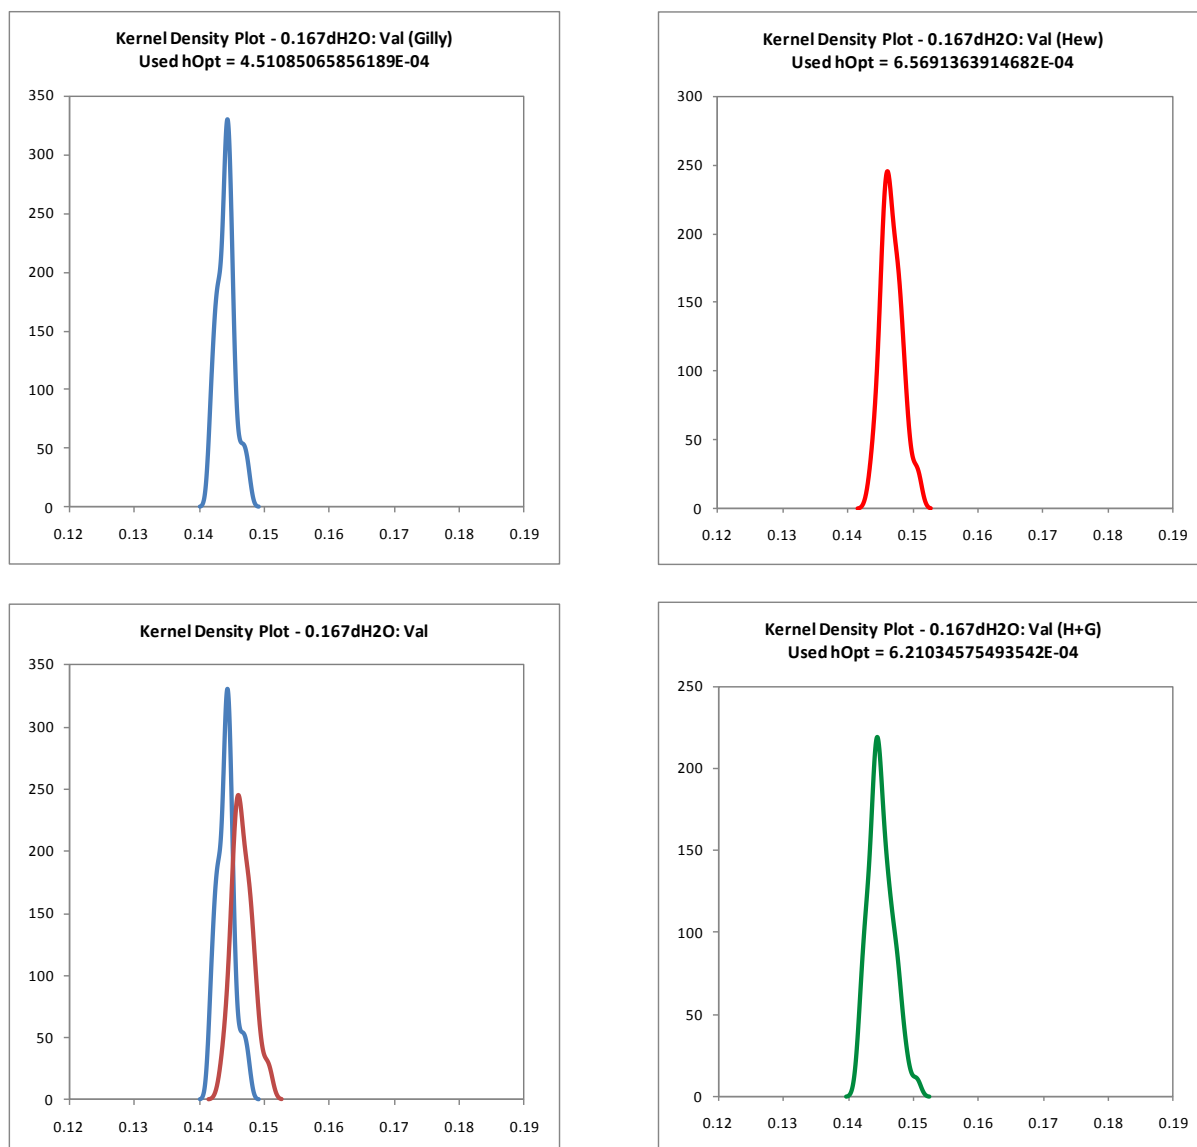 Kernel Density Plot - 0.167dH2O: Val (Gilly)
Used hOpt = 4.51085065856189E-04
350
300
250
200
150
100
50
0
0.12 0.13 0.14 0.15 0.16 0.17 0.18 0.19
Kernel Density Plot - 0.167dH2O: Val (Hew)
Used hOpt = 6.5691363914682E-04
300
250
200
150
100
50
0
0.12 0.13 0.14 0.15 0.16 0.17 0.18 0.19
Kernel Density Plot - 0.167dH2O: Val
350
300
250
200
150
100
50
0
0.12 0.13 0.14 0.15 0.16 0.17 0.18 0.19
Kernel Density Plot - 0.167dH2O: Val (H+G)
Used hOpt = 6.21034575493542E-04
250
200
150
100
50
0
0.12 0.13 0.14 0.15 0.16 0.17 0.18 0.19